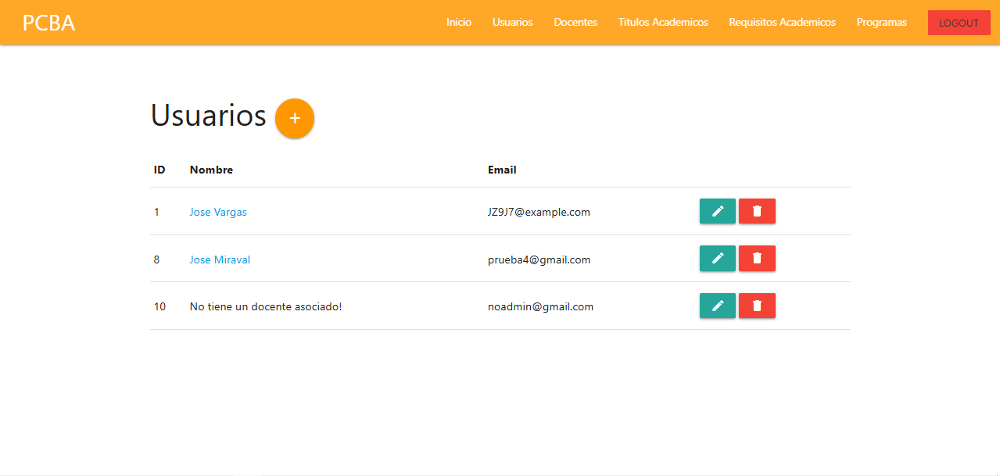 PCBA Inicio Usuarios Docentes Titulos Academicos Requisitos Academicos Programas LOGOUT
Usuarios +
ID Nombre Email
1 Jose Vargas JZ9J7@example.com
8 Jose Miraval prueba4@gmail.com
10 No tiene un docente asociado! noadmin@gmail.com